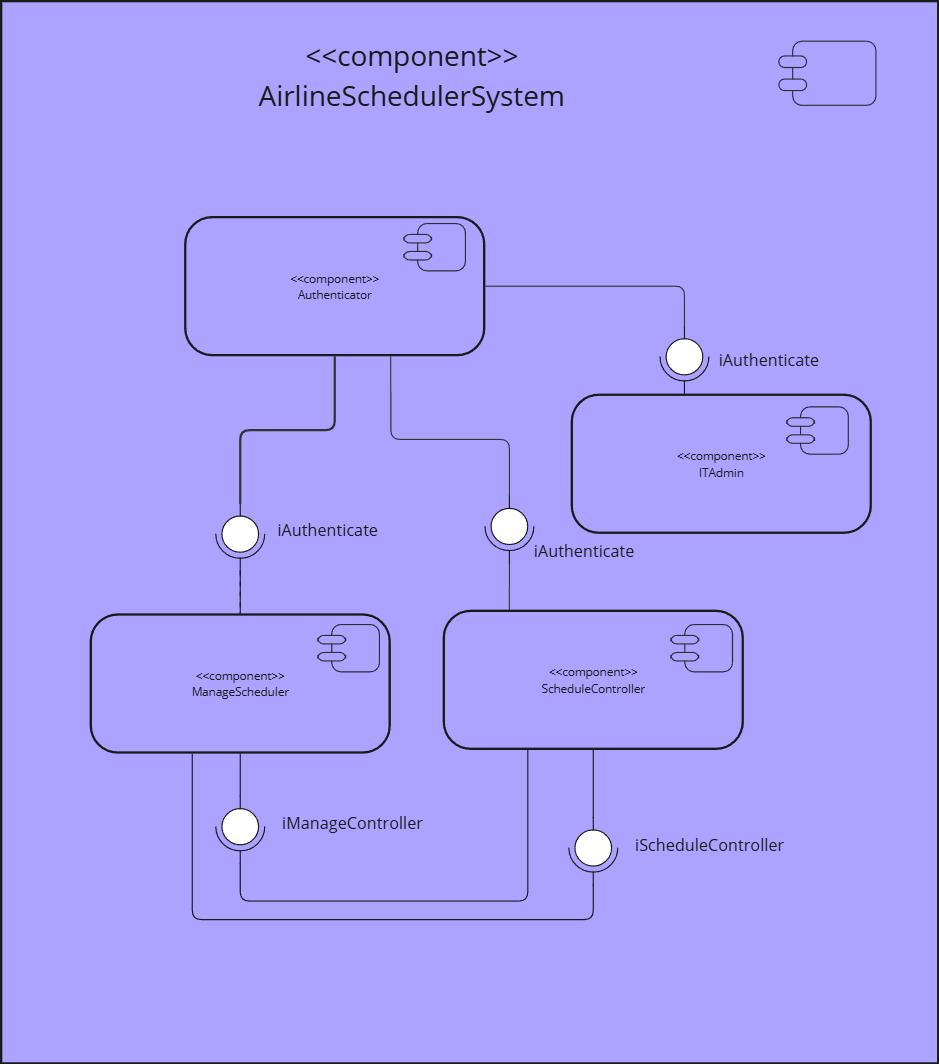 <<component>>
AirlineSchedulerSystem
<<component>>
Authenticator
iAuthenticate
<<component>>
ITAdmin
iAuthenticate
iAuthenticate
<<component>>
ManageScheduler
<<component>>
ScheduleController
iManageController
iScheduleController